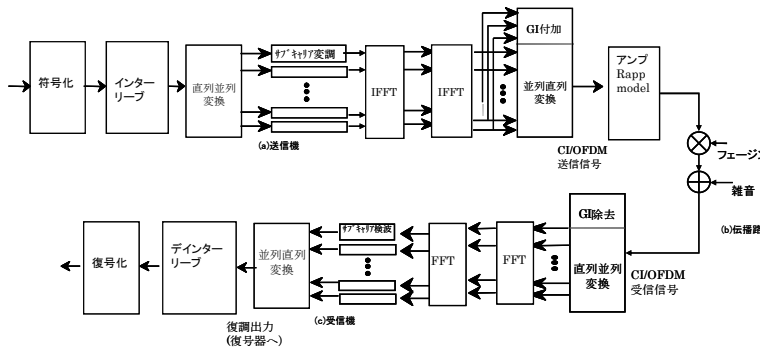 符号化
インター
リーブ
直列並列
変換
サブキャリア変調
IFFT
IFFT
GI付加
並列直列
変換
アンプ
Rapp
model
(a)送信機
CI/OFDM
送信信号
フェージン
雑音
(b)伝播路
復号化
デインター
リーブ
並列直列
変換
サブキャリア検波
FFT
FFT
GI除去
直列並列
変換
CI/OFDM
受信信号
復調出力
(復号器へ)
(c)受信機